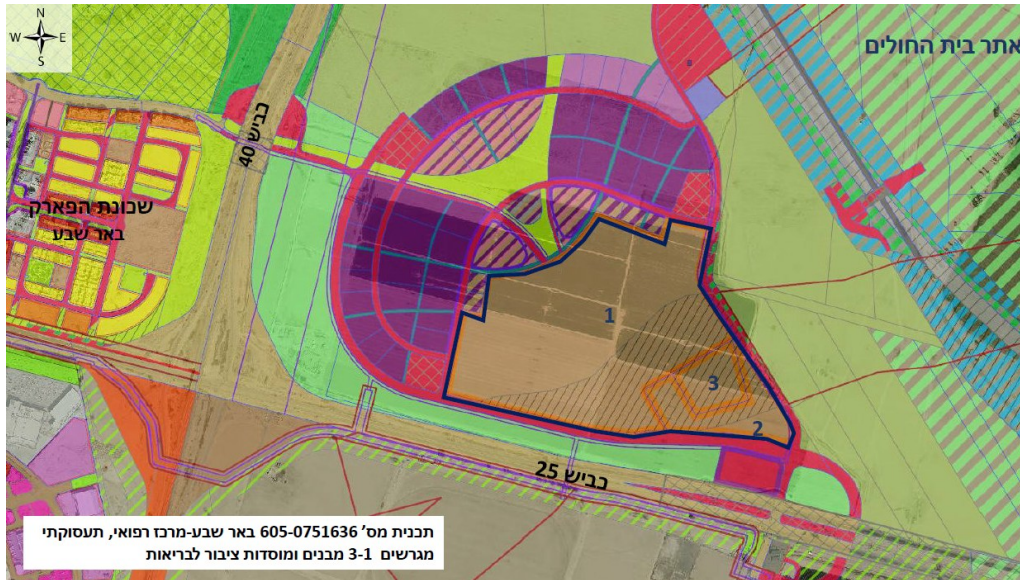 N
W E
S
אתר בית החולים
כביש 40
שכונת הפארק
באר שבע
1
3
2
כביש 25
תכנית מס' 605-0751636 באר שבע-מרכז רפואי, תעסוקתי
מגרשים 3-1 מבנים ומוסדות ציבור לבריאות